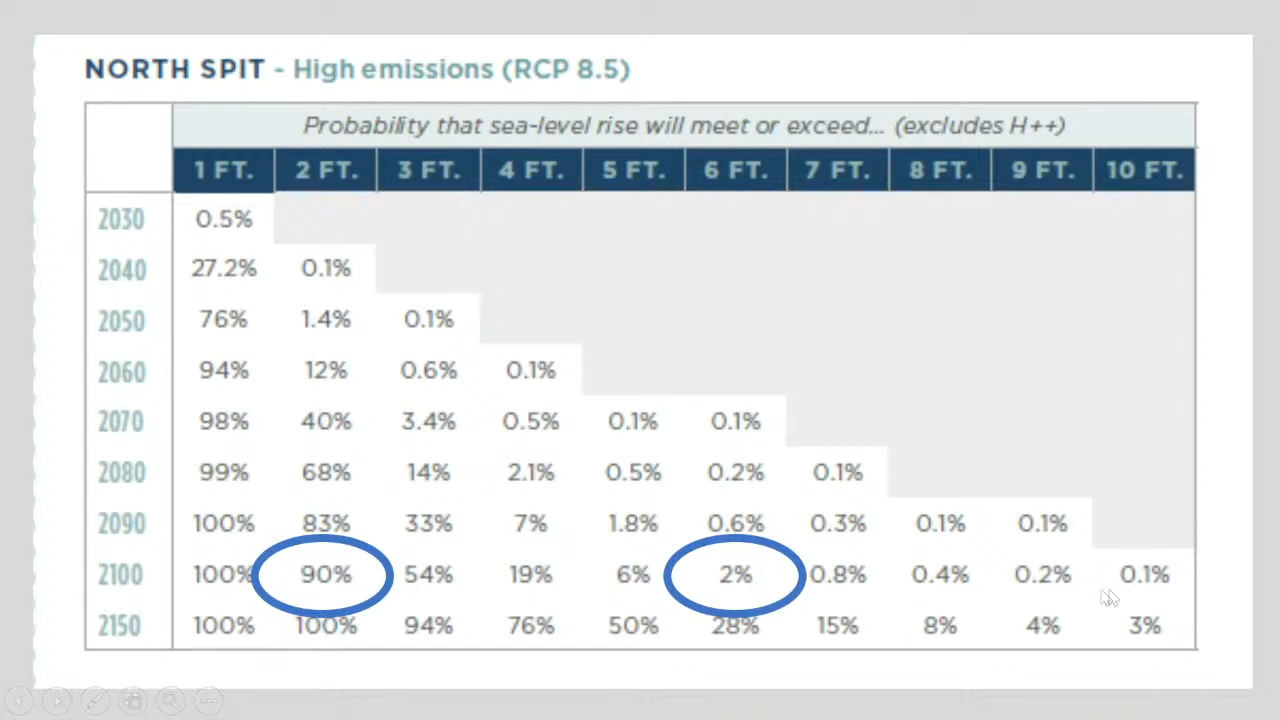 NORTH SPIT - High emissions (RCP 8.5)
Probability that sea-level rise will meet or exceed... (excludes H++)
1 FT. 2 FT. 3 FT. 4 FT. 5 FT. 6 FT. 7 FT. 8 FT. 9 FT. 10 FT.
2030 0.5%
2040 27.2% 0.1%
2050 76% 1.4% 0.1%
2060 94% 12% 0.6% 0.1%
2070 98% 40% 3.4% 0.5% 0.1% 0.1%
2080 99% 68% 14% 2.1% 0.5% 0.2% 0.1%
2090 100% 83% 33% 7% 1.8% 0.6% 0.3% 0.1% 0.1%
2100 100% 90% 54% 19% 6% 2% 0.8% 0.4% 0.2% 0.1%
2150 100% 100% 94% 76% 50% 28% 15% 8% 4% 3%